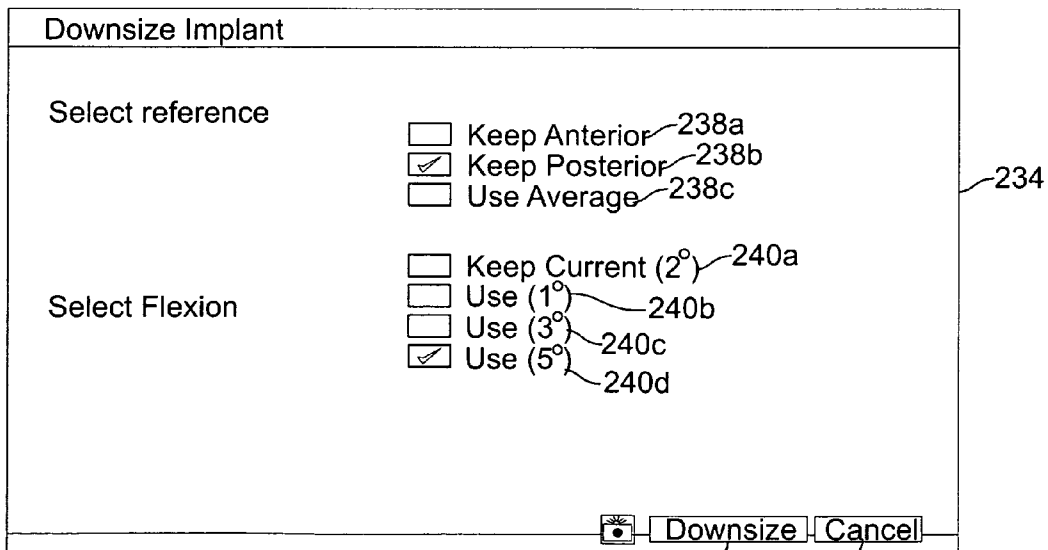 Downsize Implant
Select reference
Keep Anterior 238a
Keep Posterior 238b
Use Average 238c
234
Keep Current (2°) 240a
Select Flexion
Use (1°) 240b
Use (3°) 240c
Use (5°) 240d
Downsize Cancel